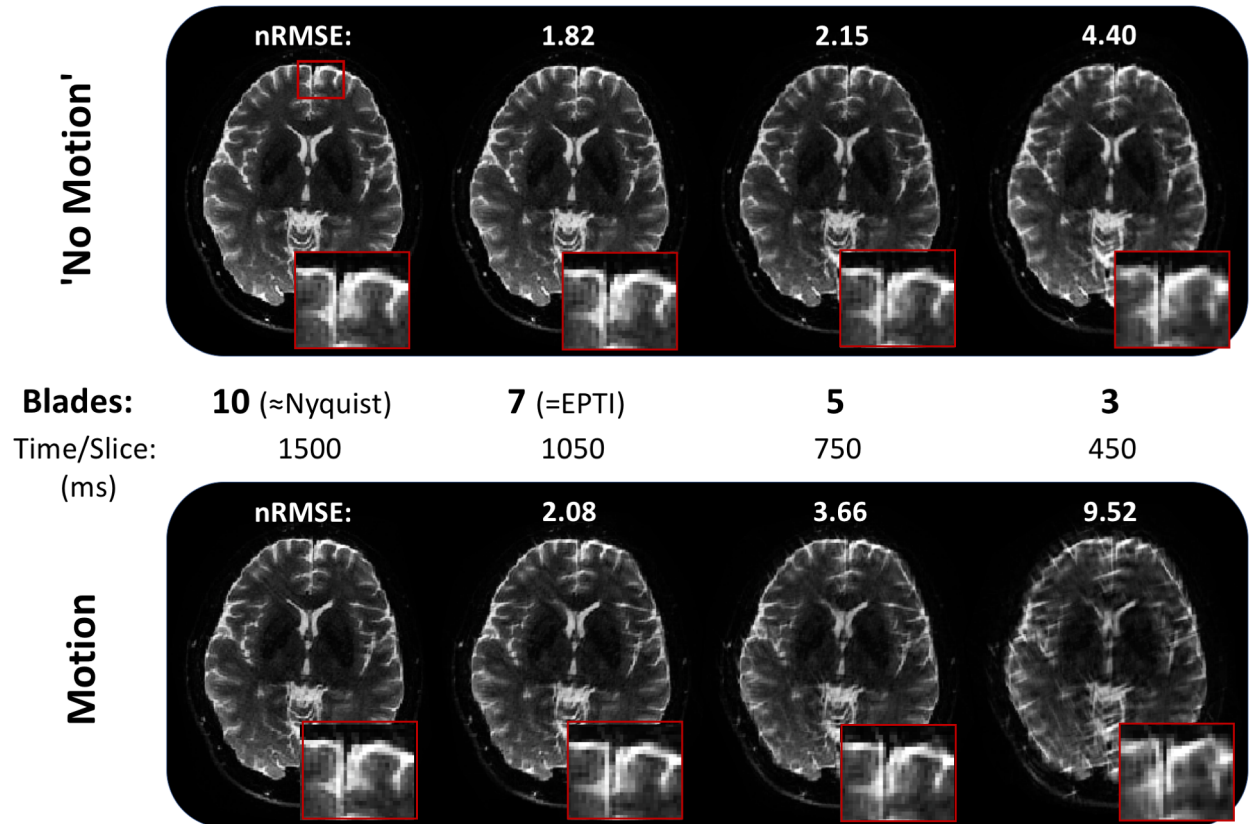 'No Motion'
nRMSE: 1.82 2.15 4.40
Blades: 10 (≈Nyquist) 7 (=EPTI) 5 3
Time/Slice: 1500 1050 750 450
(ms)
Motion
nRMSE: 2.08 3.66 9.52